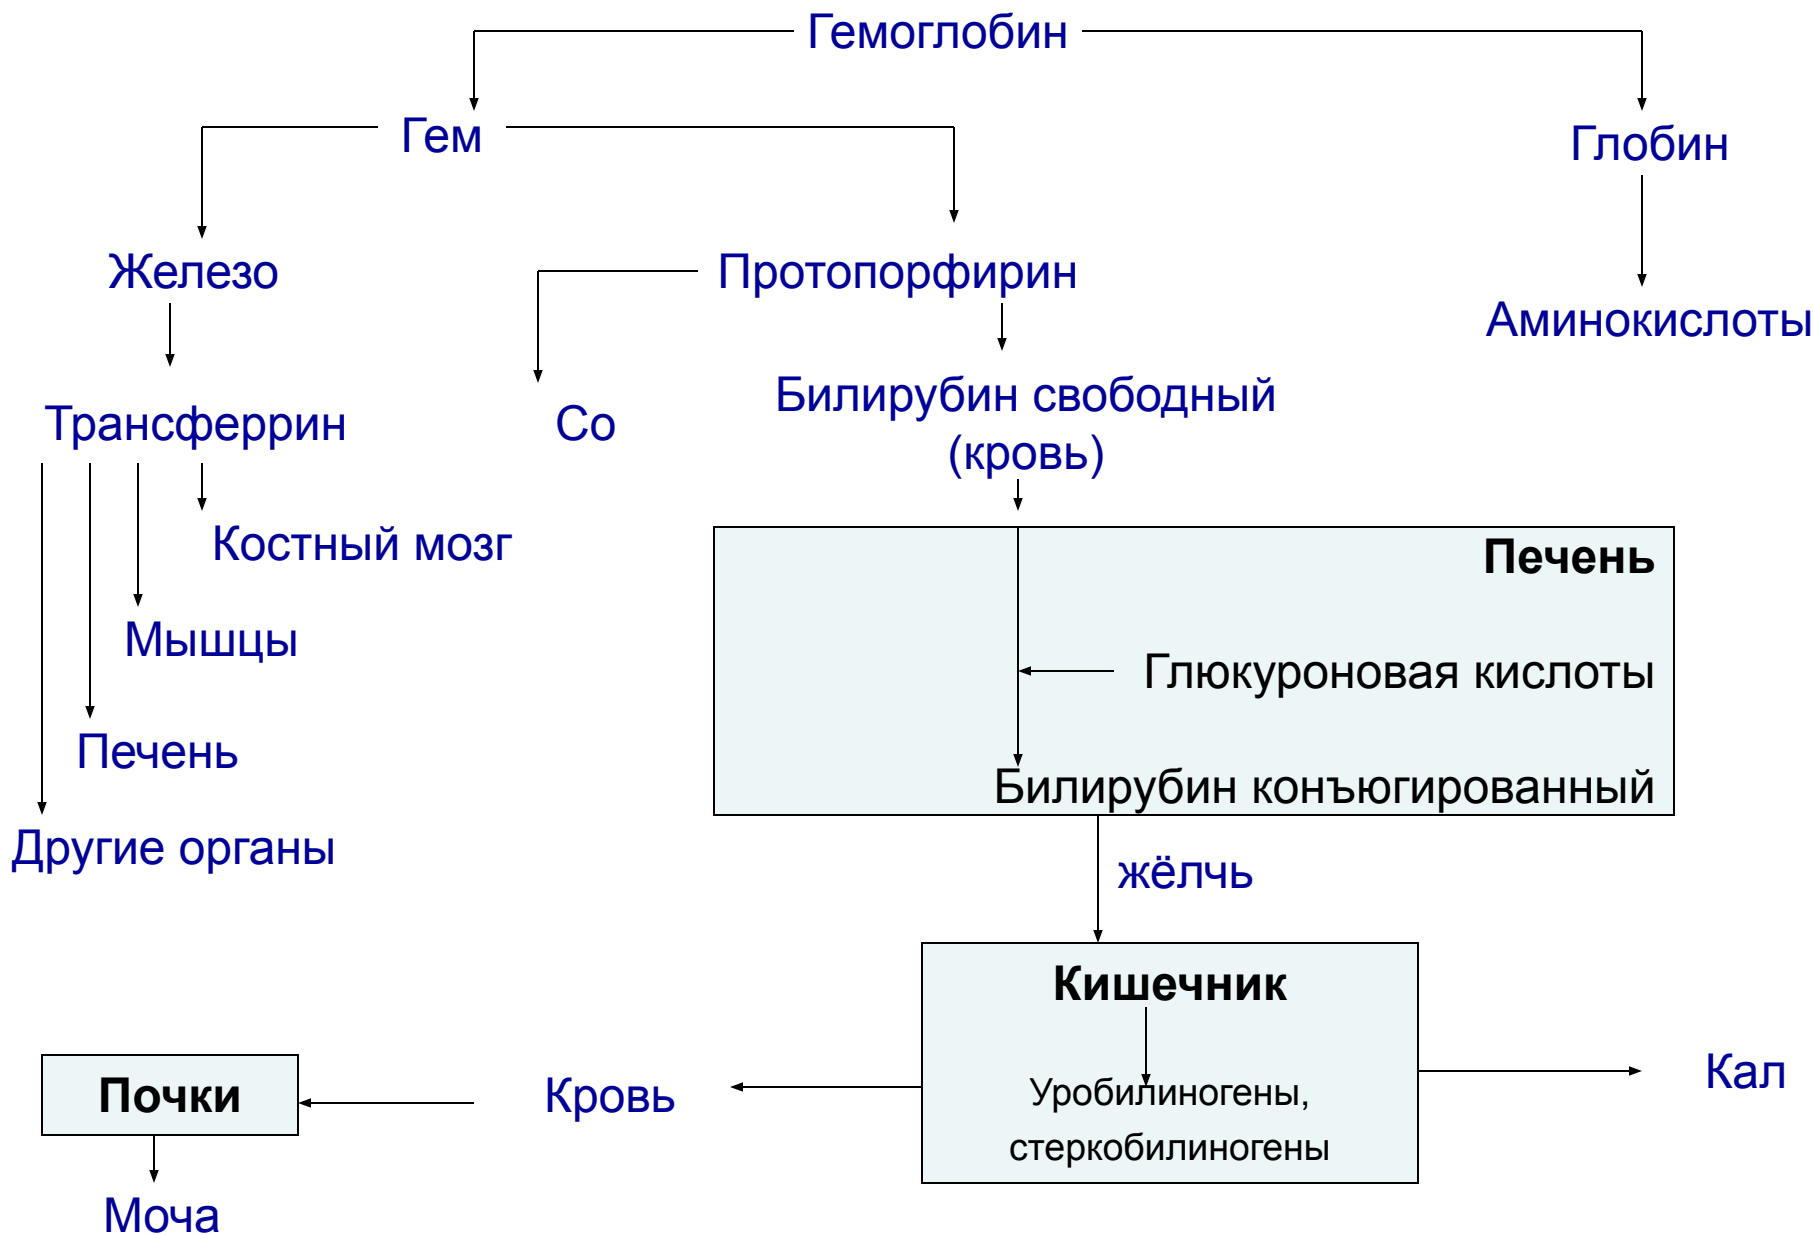 Гемоглобин
Гем
Глобин
Железо
Протопорфирин
Аминокислоты
Трансферрин
Со
Билирубин свободный
(кровь)
Костный мозг
Мышцы
Печень
Другие органы
Печень
Глюкуроновая кислоты
Билирубин конъюгированный
жёлчь
Кишечник
Уробилиногены,
стеркобилиногены
Кал
Кровь
Почки
Моча